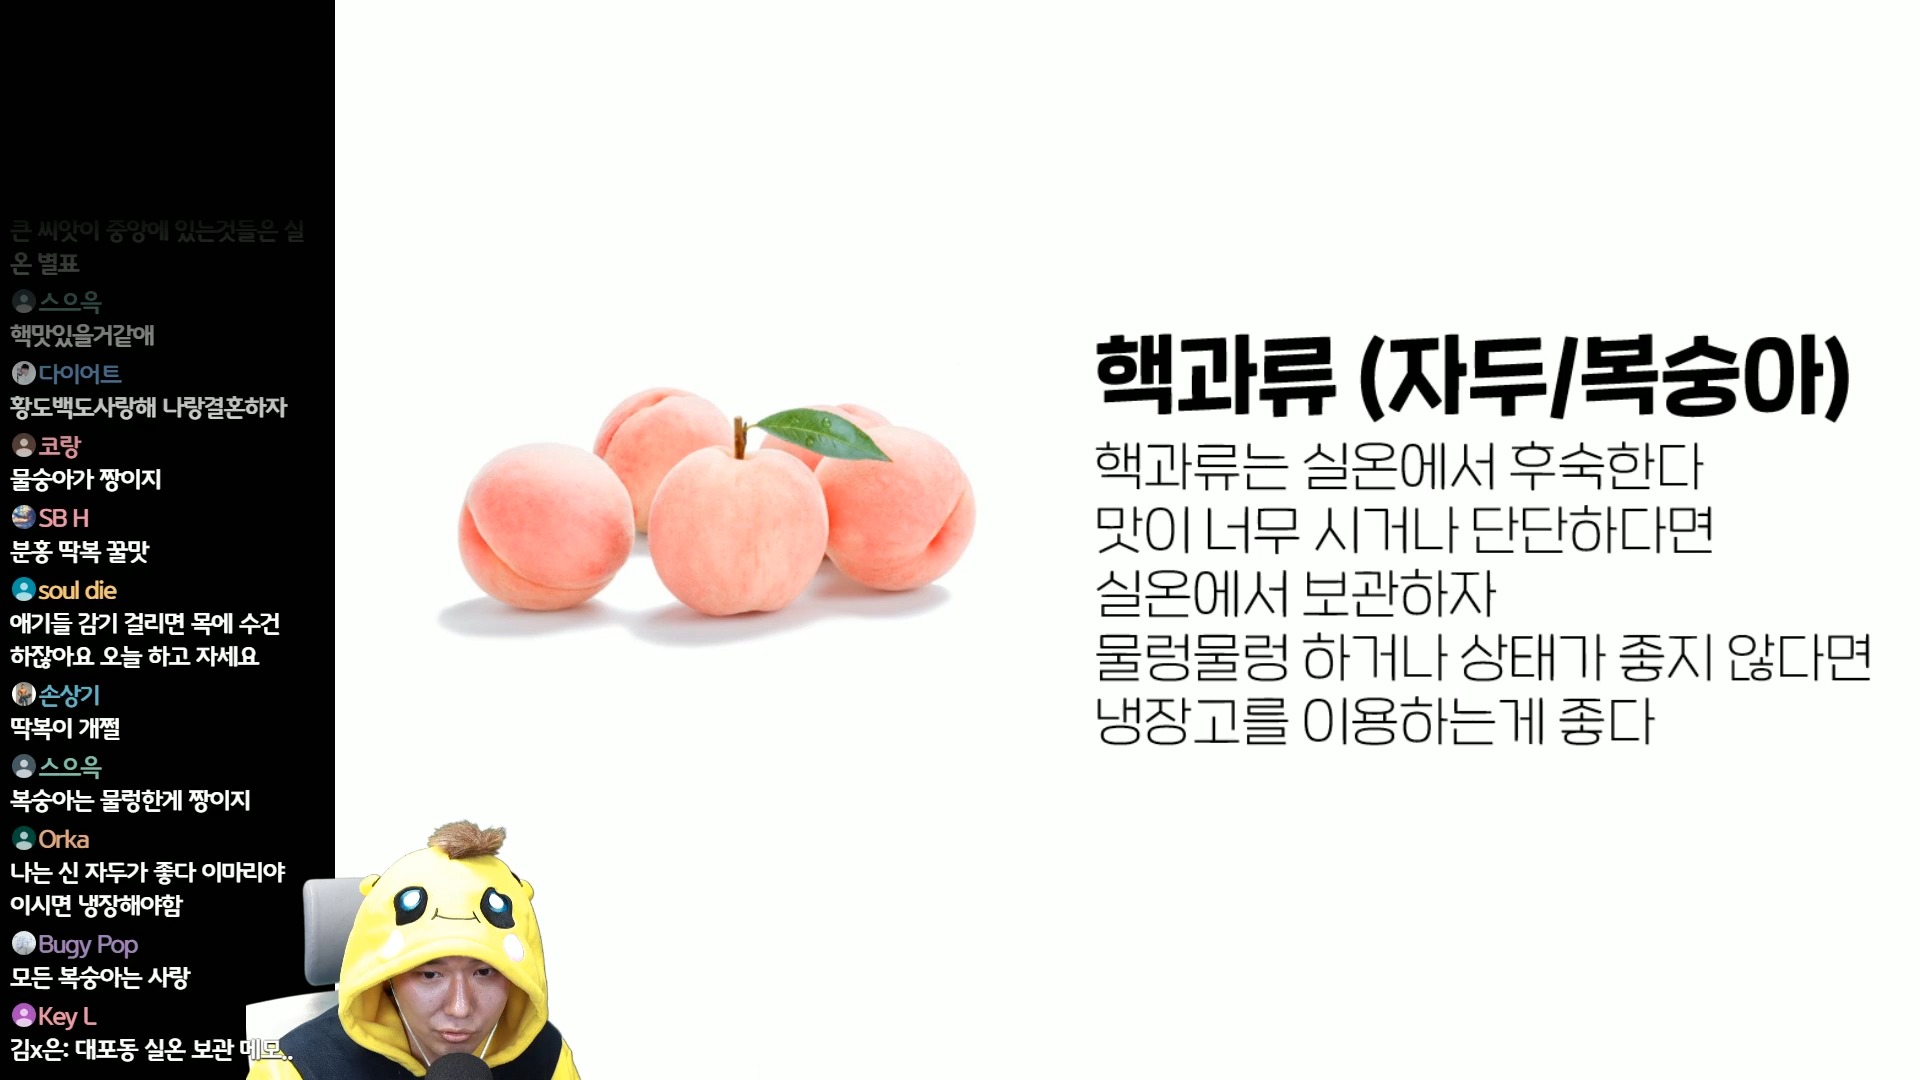 큰 씨앗이 중앙에 있는것들은 실
온 별표
스으윽
핵맛있을거같애
다이어트
황도백도사랑해 나랑결혼하자
코랑
물숭아가 짱이지
SB H
분홍 딱복 꿀맛
soul die
애기들 감기 걸리면 목에 수건
하잖아요 오늘 하고 자세요
손상기
딱복이 개쩔
스으윽
복숭아는 물렁한게 짱이지
Orka
나는 신 자두가 좋다 이마리야
이시면 냉장해야함
Bugy Pop
모든 복숭아는 사랑
Key L
김x은: 대포동 실온 보관 메모..
핵과류 (자두/복숭아)
핵과류는 실온에서 후숙한다
맛이 너무 시거나 단단하다면
실온에서 보관하자
물렁물렁 하거나 상태가 좋지 않다면
냉장고를 이용하는게 좋다